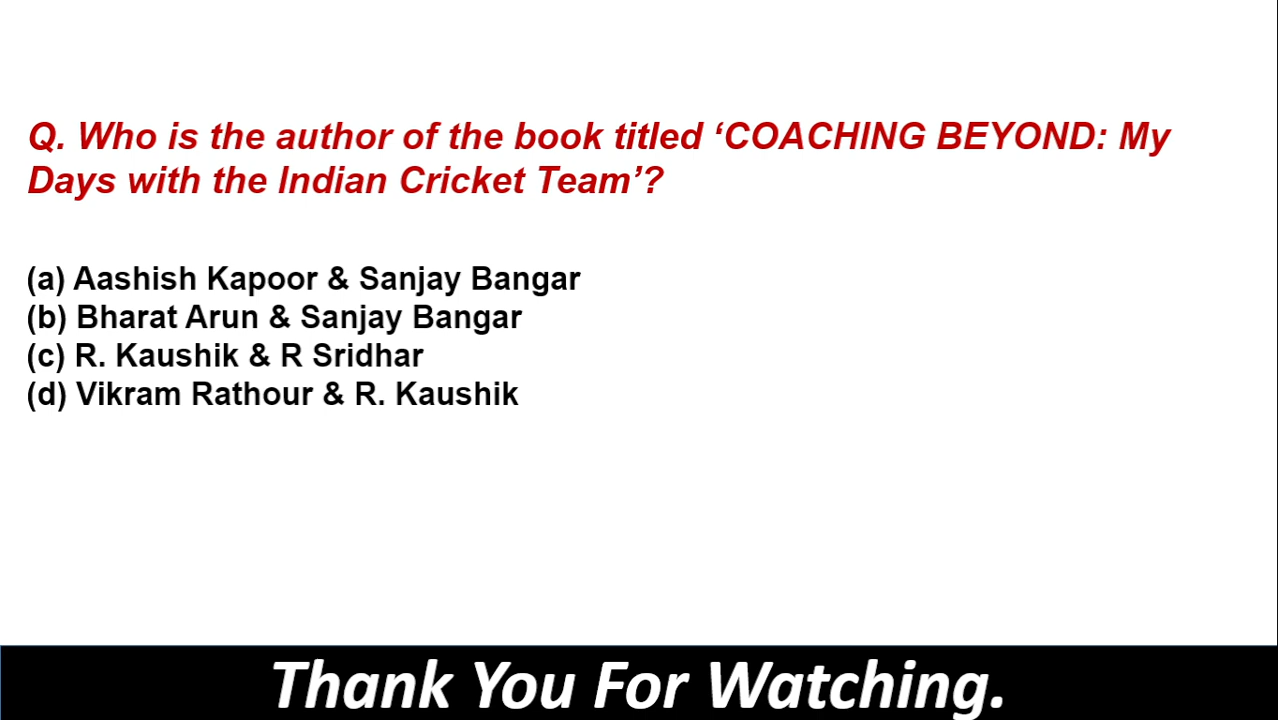 Q. Who is the author of the book titled ‘COACHING BEYOND: My
Days with the Indian Cricket Team’?
(a) Aashish Kapoor & Sanjay Bangar
(b) Bharat Arun & Sanjay Bangar
(c) R. Kaushik & R Sridhar
(d) Vikram Rathour & R. Kaushik
Thank You For Watching.